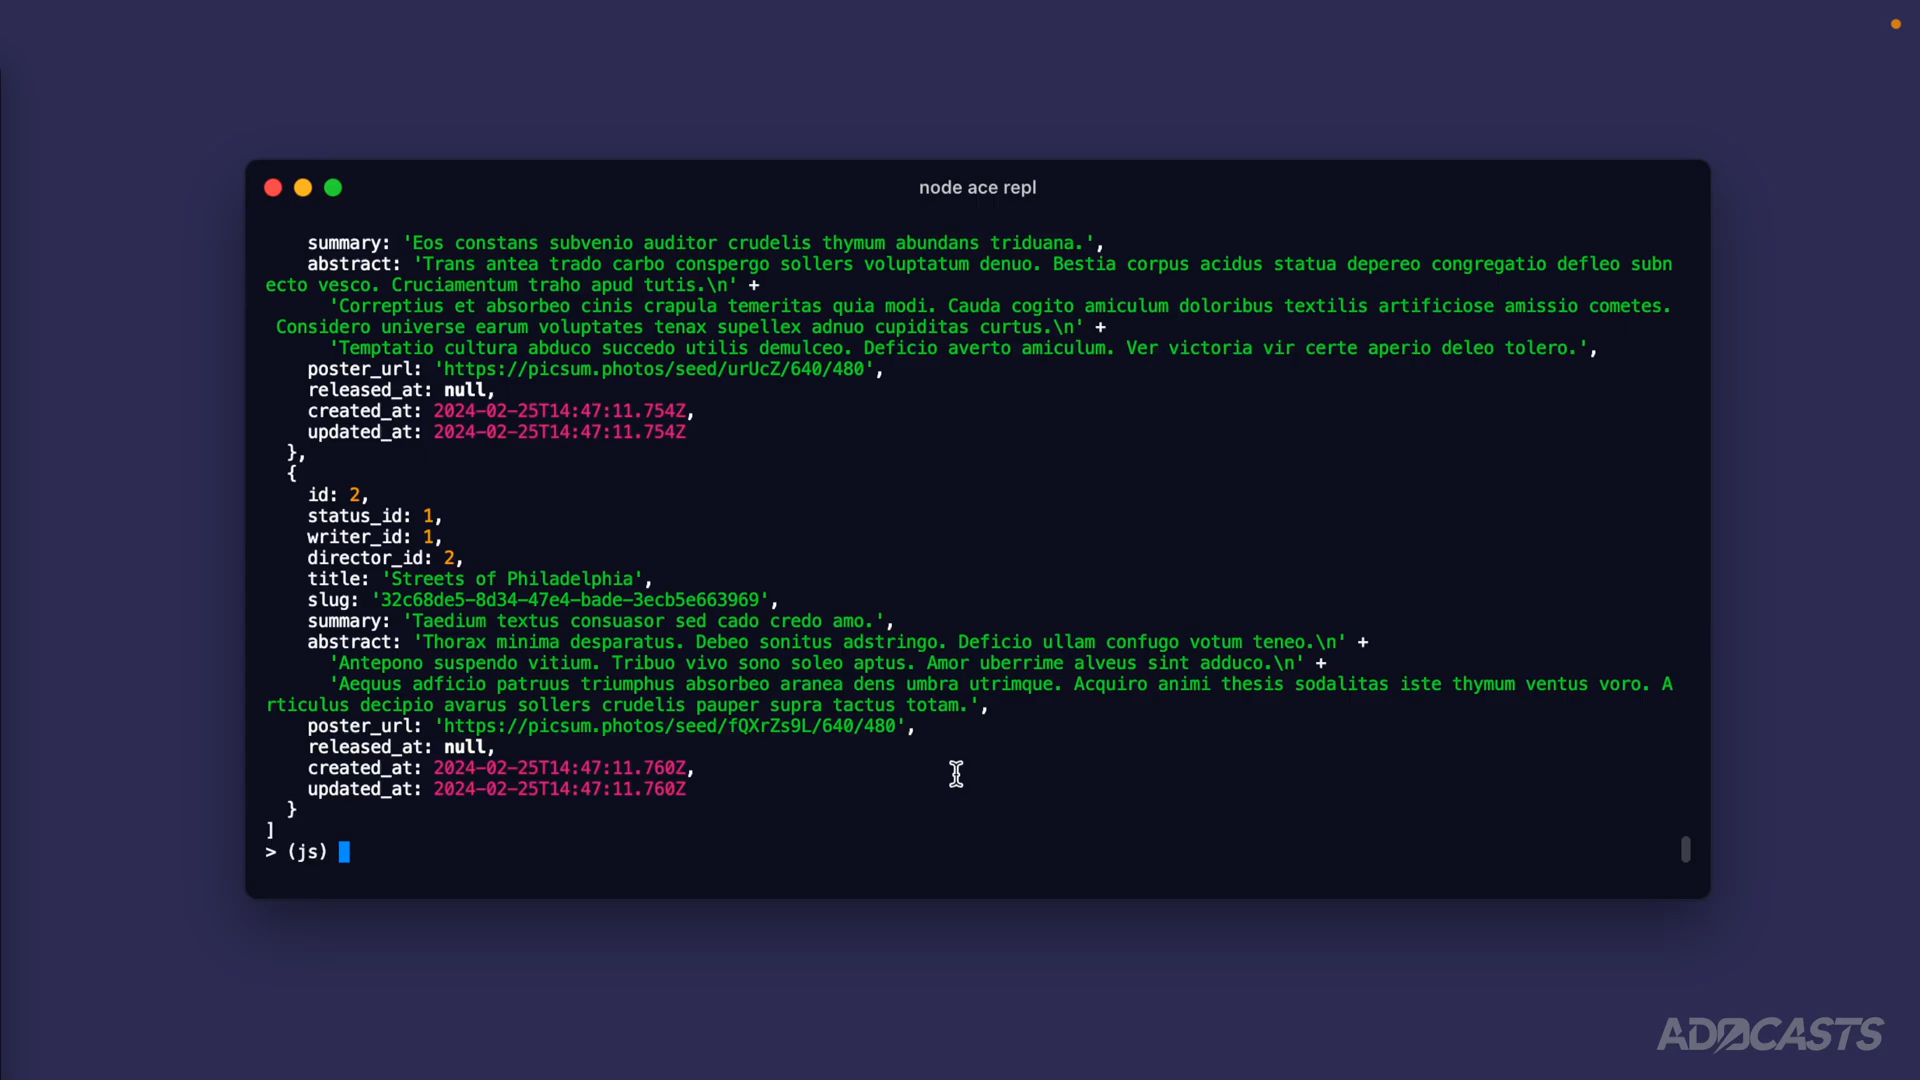 node ace repl
summary: 'Eos constans subvenio auditor crudelis thymum abundans triduana.',
abstract: 'Trans antea trado carbo conspergo sollers voluptatum denuo. Bestia corpus acidus statua depereo congregatio defleo subn
ecto vesco. Cruciamentum traho apud tutis.\n' +
'Correptius et absorbeo cinis crapula temeritas quia modi. Cauda cogito amiculum doloribus textilis artificiose amissio cometes.
Considero universe earum voluptates tenax supellex adnuo cupiditas curtus.\n' +
'Temptatio cultura abduco succedo utilis demulceo. Deficio averto amiculum. Ver victoria vir certe aperio deleo tolero.',
poster_url: 'https://picsum.photos/seed/urUcZ/640/480',
released_at: null,
created_at: 2024-02-25T14:47:11.754Z,
updated_at: 2024-02-25T14:47:11.754Z
},
{
id: 2,
status_id: 1,
writer_id: 1,
director_id: 2,
title: 'Streets of Philadelphia',
slug: '32c68de5-8d34-47e4-bade-3ecb5e663969',
summary: 'Taedium textus consuasor sed cado credo amo.',
abstract: 'Thorax minima desparatus. Debeo sonitus adstringo. Deficio ullam confugo votum teneo.\n' +
'Antepono suspendo vitium. Tribuo vivo sono soleo aptus. Amor uberrime alveus sint adduco.\n' +
'Aequus adficio patruus triumphus absorbeo aranea dens umbra utrimque. Acquiro animi thesis sodalitas iste thymum ventus voro. A
rticulus decipio avarus sollers crudelis pauper supra tactus totam.',
poster_url: 'https://picsum.photos/seed/fQXrZs9L/640/480',
released_at: null,
created_at: 2024-02-25T14:47:11.760Z,
updated_at: 2024-02-25T14:47:11.760Z
}
]
> (js)
ADOCASTS